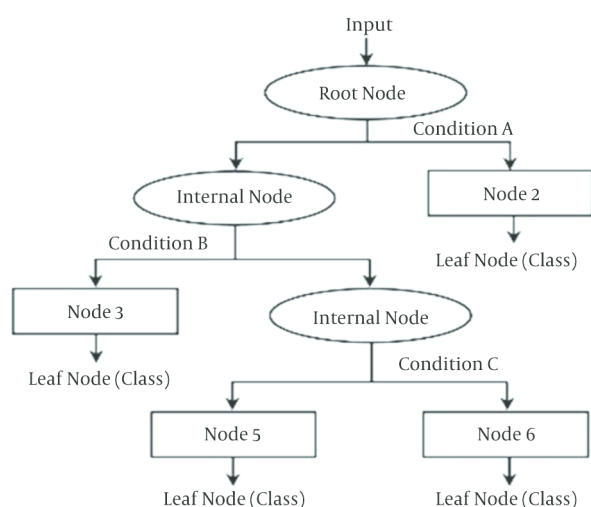 Input
Root Node
Condition A
Internal Node
Node 2
Condition B
Leaf Node (Class)
Node 3
Internal Node
Leaf Node (Class)
Condition C
Node 5
Node 6
Leaf Node (Class)
Leaf Node (Class)